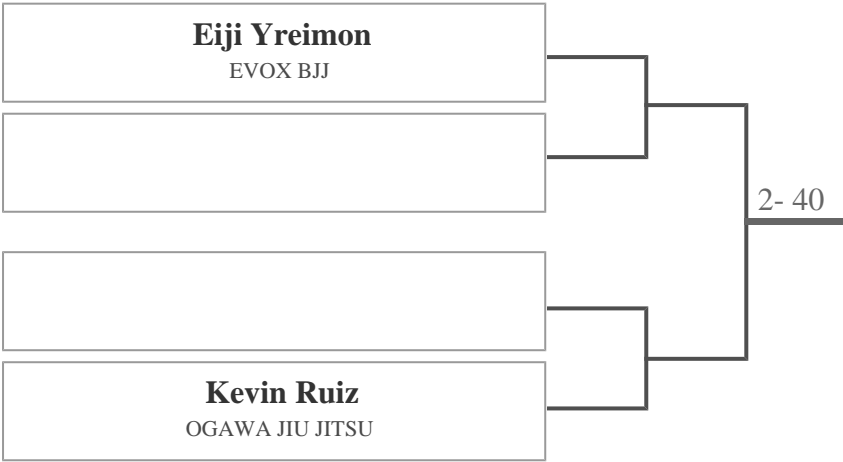 Eiji Yreimon
EVOX BJJ
2- 40
Kevin Ruiz
OGAWA JIU JITSU